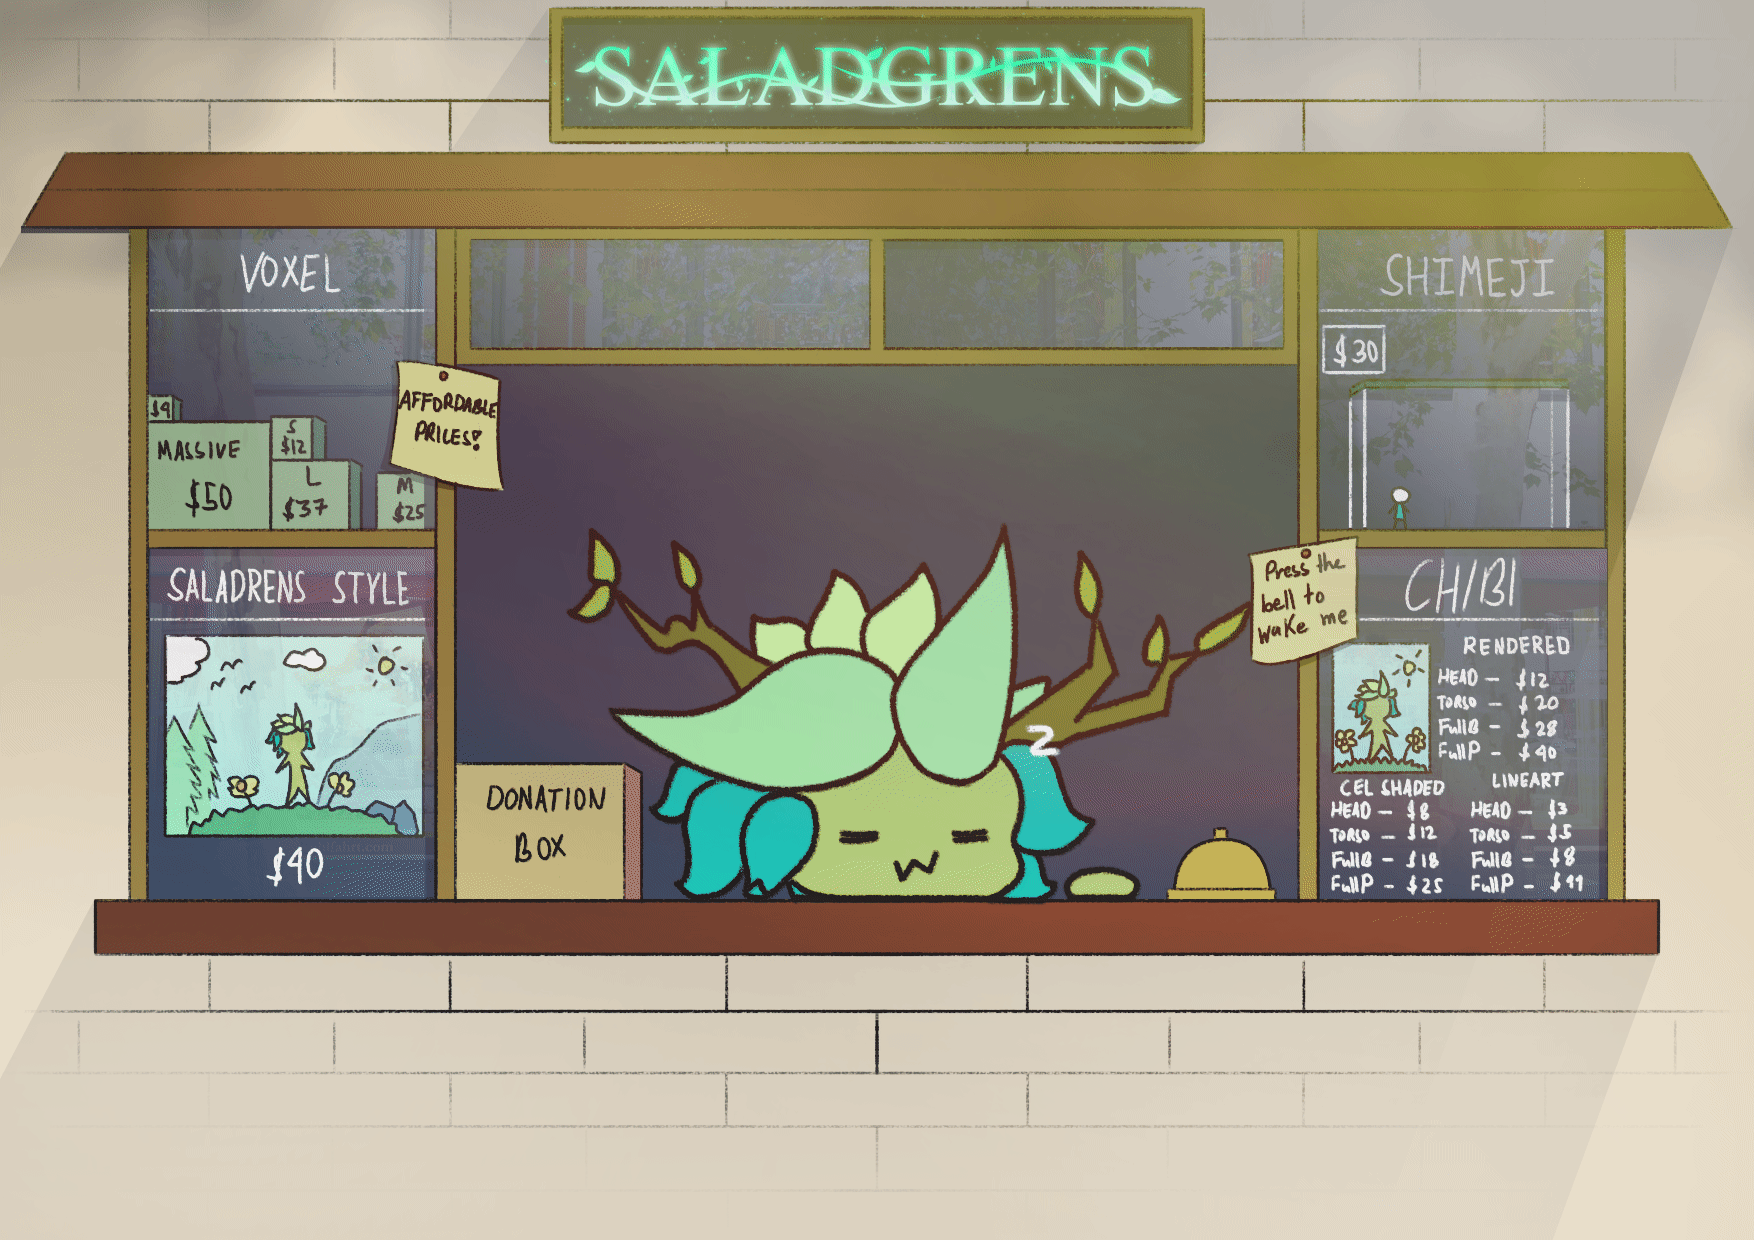 SALADGRENS
VOXEL
$9
MASSIVE
$50
S
$12
L
$37
M
$25
AFFORDABLE
PRICES!
SALADRENS STYLE
$40
DONATION
BOX
Z
SHIMEJI
$30
Press the
bell to
wake me
CHIBI
RENDERED
HEAD - $12
TORSO - $20
FullB - $28
FullP - $40
CEL SHADED
HEAD - $8
TORSO - $12
FullB - $18
FullP - $25
LINEART
HEAD - $3
TORSO - $5
FullB - $8
FullP - $11